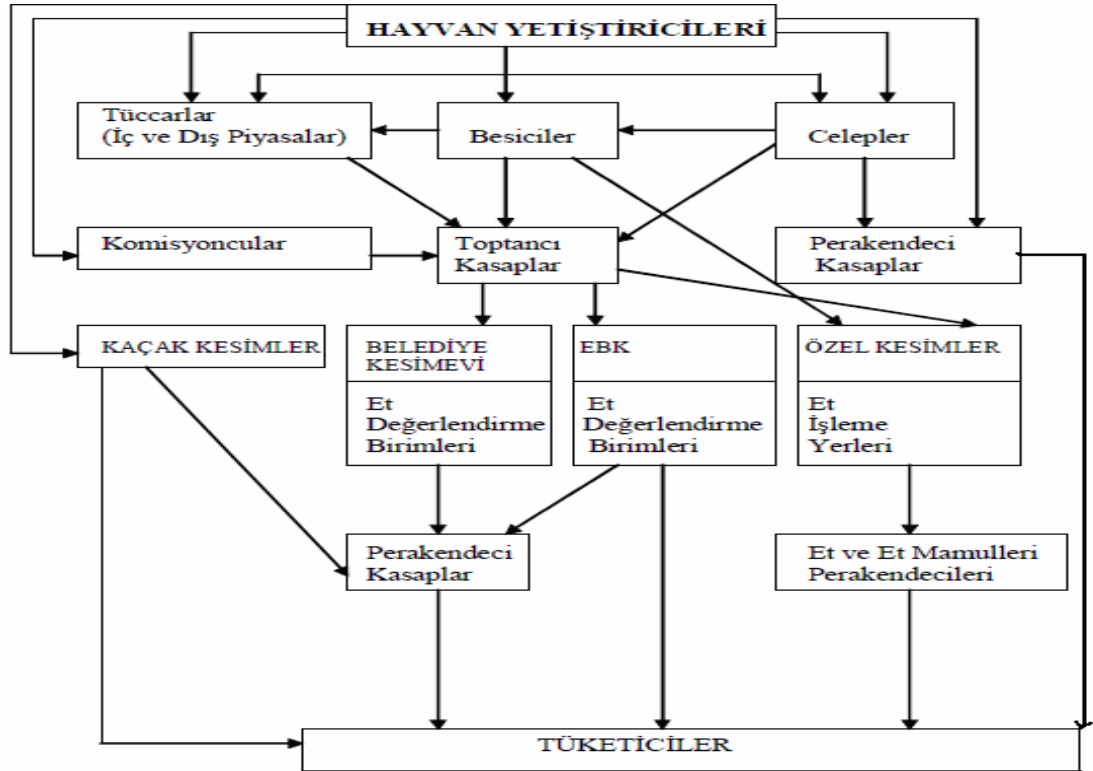 HAYVAN YETİŞTİRİCİLERİ
Tüccarlar
(İç ve Dış Piyasalar)
Besiciler
Celepler
Komisyoncular
Toptancı
Kasaplar
Perakendeci
Kasaplar
KAÇAK KESİMLER
BELEDİYE
KESİMEVİ
EBK
ÖZEL KESİMLER
Et
Değerlendirme
Birimleri
Et
Değerlendirme
Birimleri
Et
İşleme
Yerleri
Perakendeci
Kasaplar
Et ve Et Mamulleri
Perakendecileri
TÜKETİCİLER